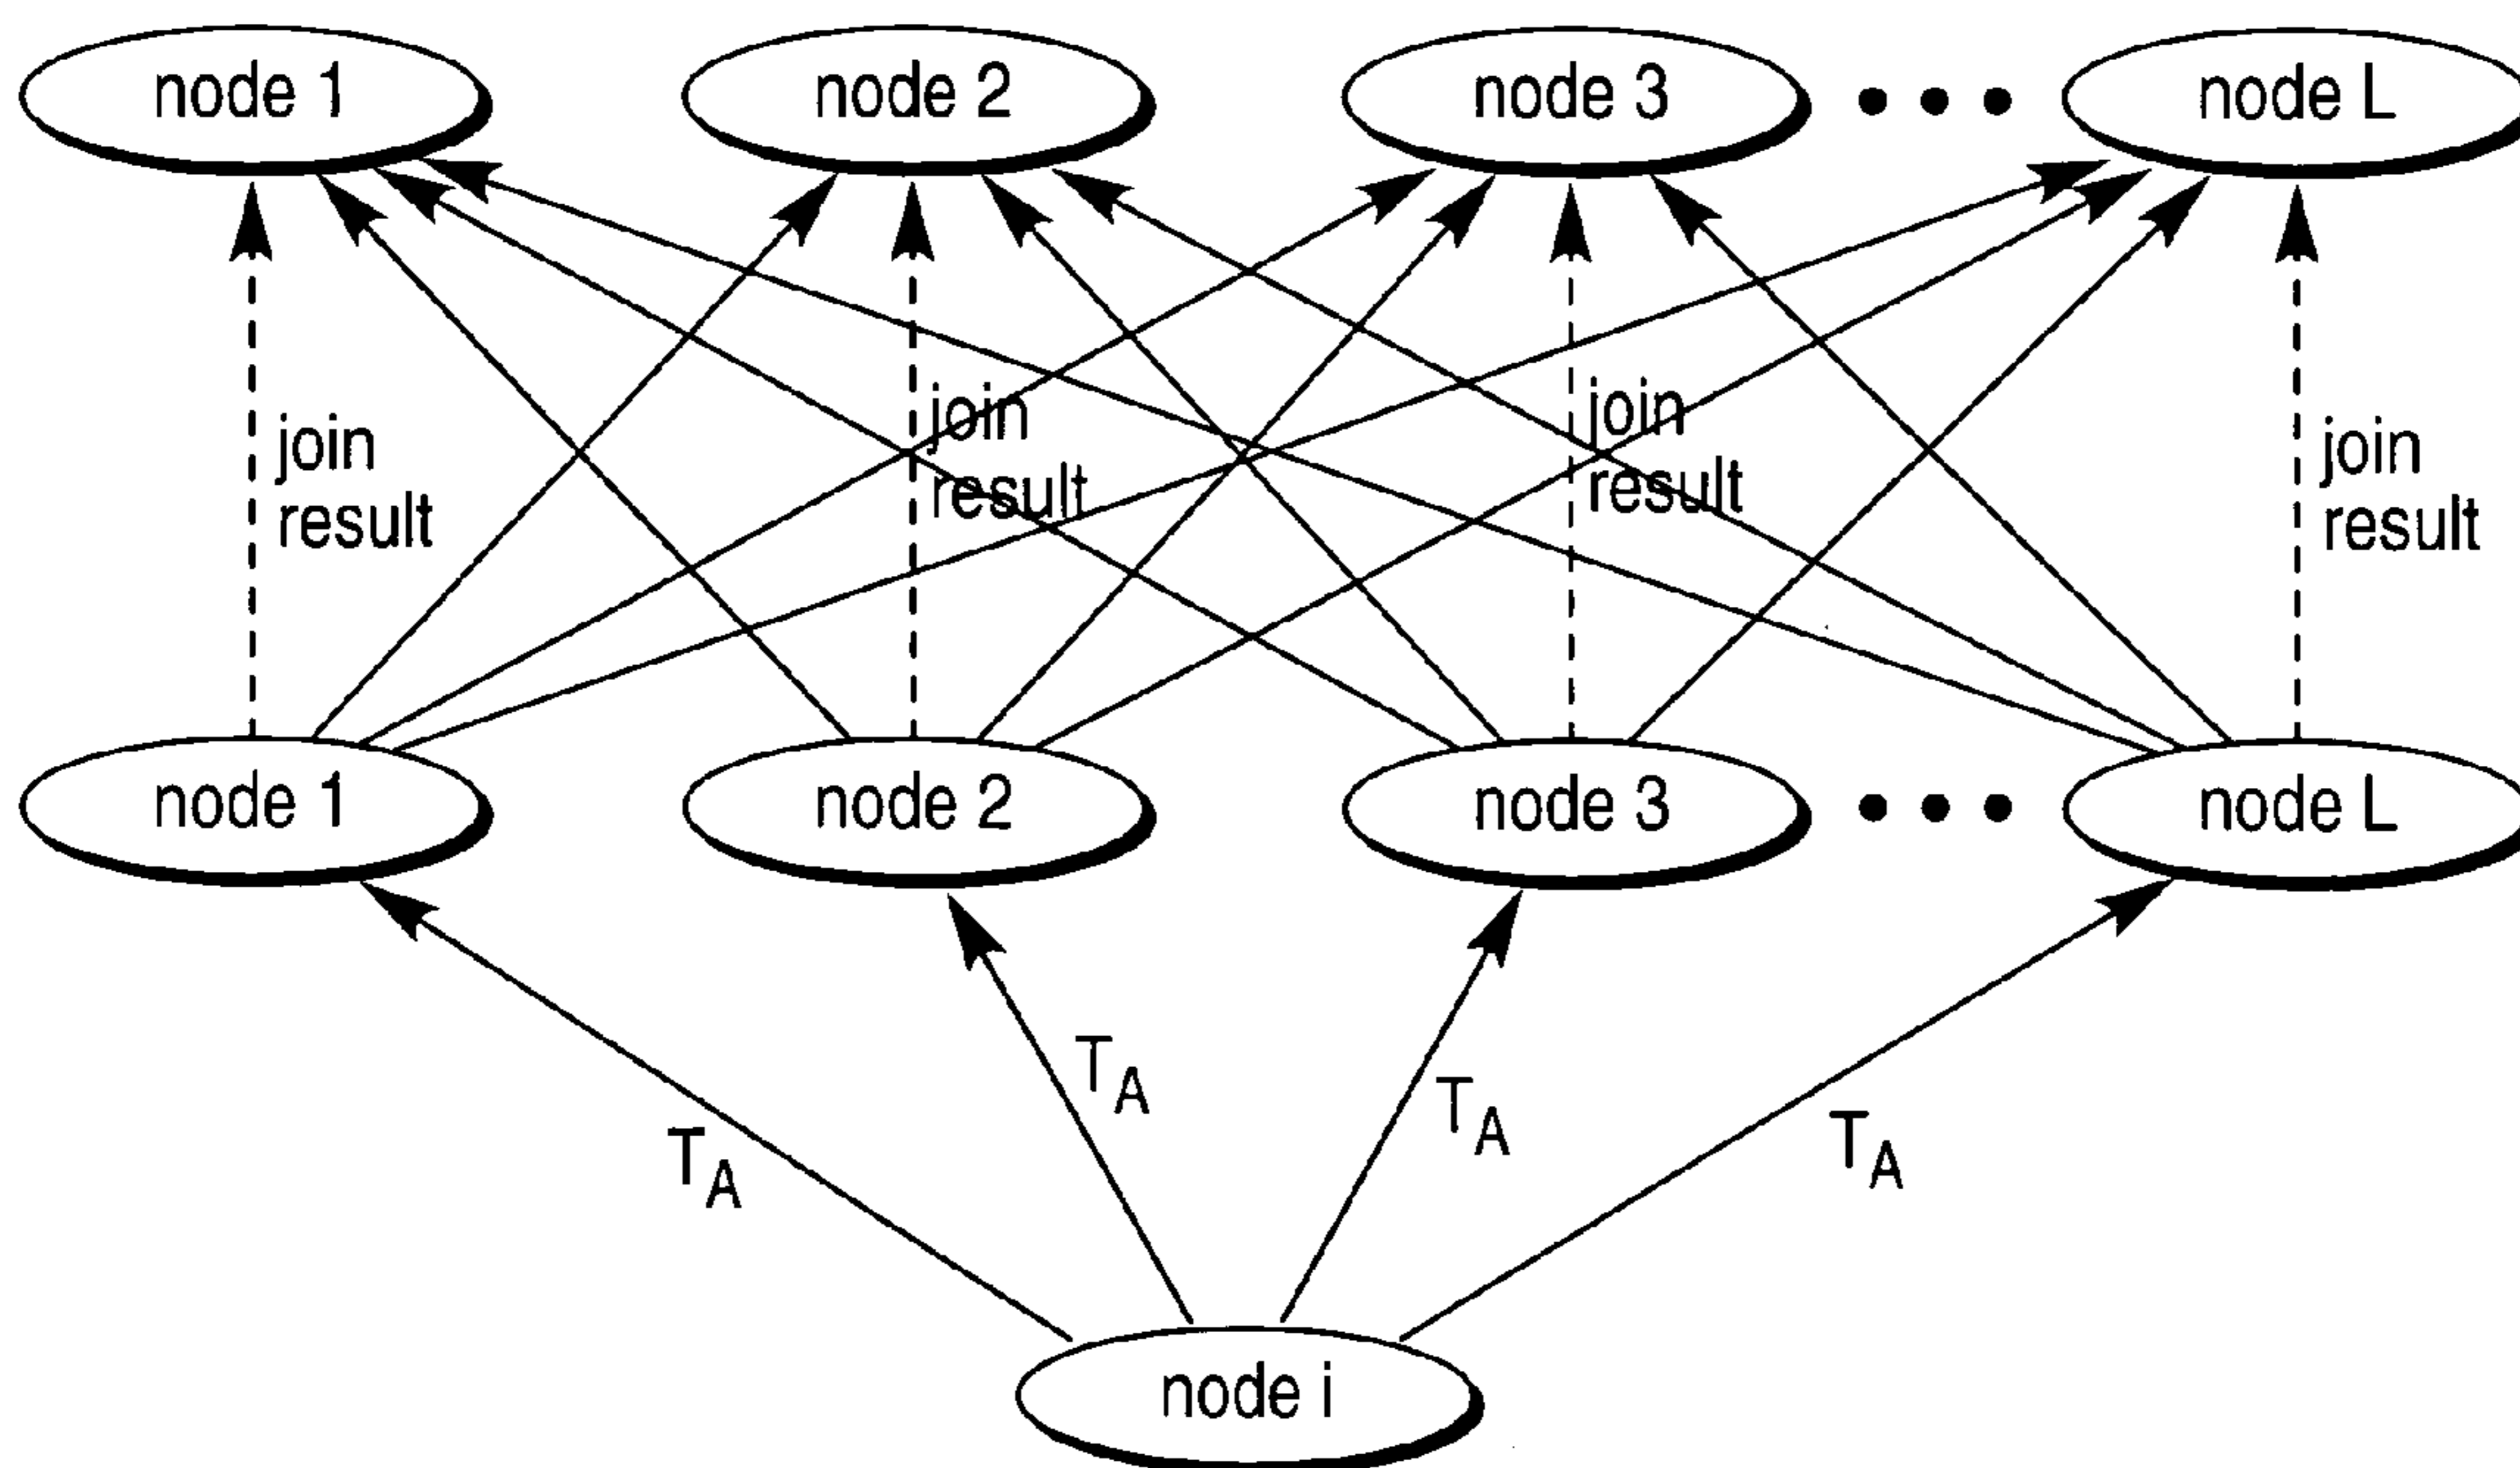 node 1
node 2
node 3
node L
join
result
join
result
join
result
join
result
node 1
node 2
node 3
node L
T_A
T_A
T_A
T_A
node i